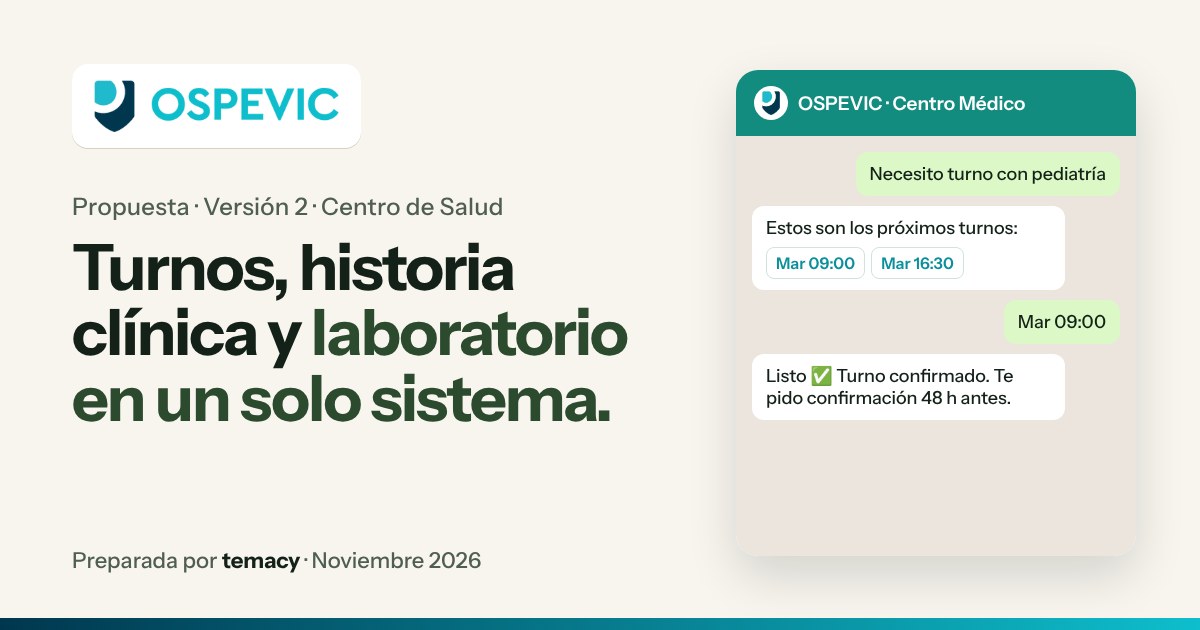 OSPEVIC
Propuesta · Versión 2 · Centro de Salud
Turnos, historia
clínica y laboratorio
en un solo sistema.
Preparada por temacy · Noviembre 2026
OSPEVIC · Centro Médico
Necesito turno con pediatría
Estos son los próximos turnos:
Mar 09:00 Mar 16:30
Mar 09:00
Listo ✅ Turno confirmado. Te
pido confirmación 48 h antes.